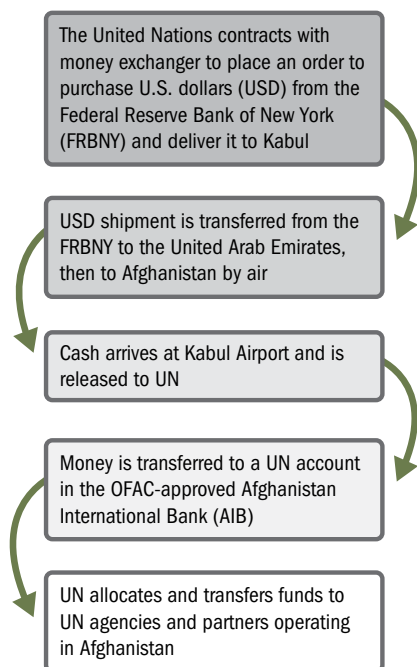 The United Nations contracts with
money exchanger to place an order to
purchase U.S. dollars (USD) from the
Federal Reserve Bank of New York
(FRBNY) and deliver it to Kabul
USD shipment is transferred from the
FRBNY to the United Arab Emirates,
then to Afghanistan by air
Cash arrives at Kabul Airport and is
released to UN
Money is transferred to a UN account
in the OFAC-approved Afghanistan
International Bank (AIB)
UN allocates and transfers funds to
UN agencies and partners operating
in Afghanistan